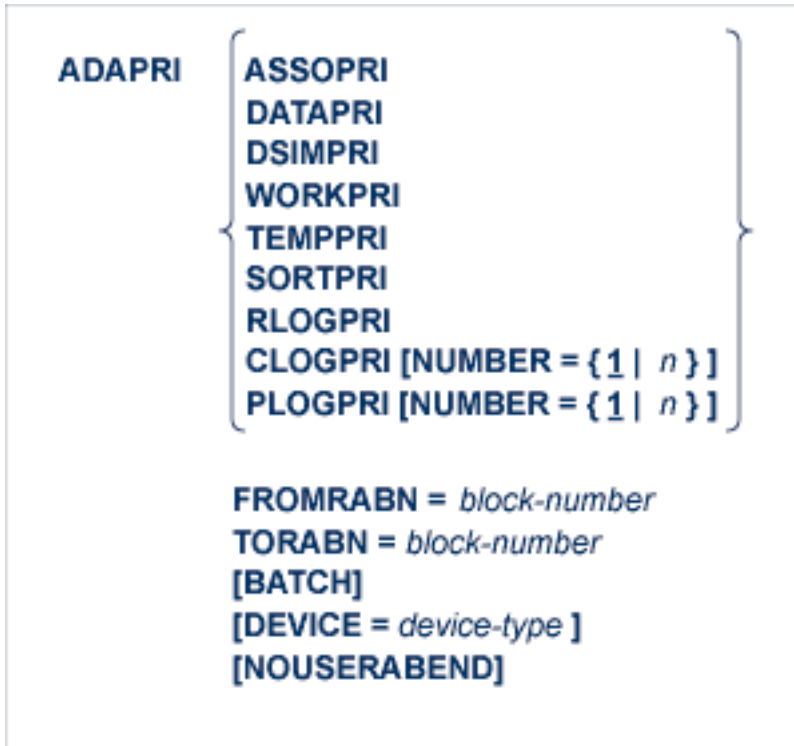 ADAPRI ASSOPRI
DATAPRI
DSIMPRI
WORKPRI
TEMPPRI
SORTPRI
RLOGPRI
CLOGPRI [NUMBER = { 1 | n } ]
PLOGPRI [NUMBER = { 1 | n } ]
FROMRABN = block-number
TORABN = block-number
[BATCH]
[DEVICE = device-type ]
[NOUSERABEND]